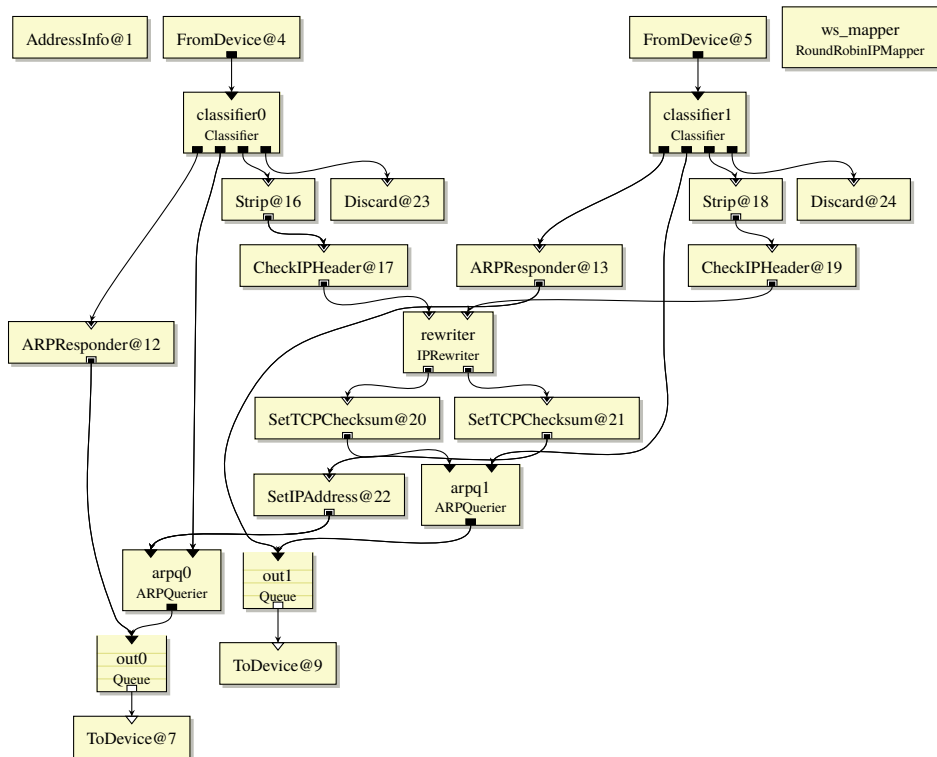 AddressInfo@1
FromDevice@4
FromDevice@5
ws_mapper
RoundRobinIPMapper
classifier0
Classifier
classifier1
Classifier
Strip@16
Discard@23
Strip@18
Discard@24
CheckIPHeader@17
ARPResponder@13
CheckIPHeader@19
ARPResponder@12
rewriter
IPRewriter
SetTCPChecksum@20
SetTCPChecksum@21
SetIPAddress@22
arpq1
ARPQuerier
arpq0
ARPQuerier
out1
Queue
out0
Queue
ToDevice@9
ToDevice@7